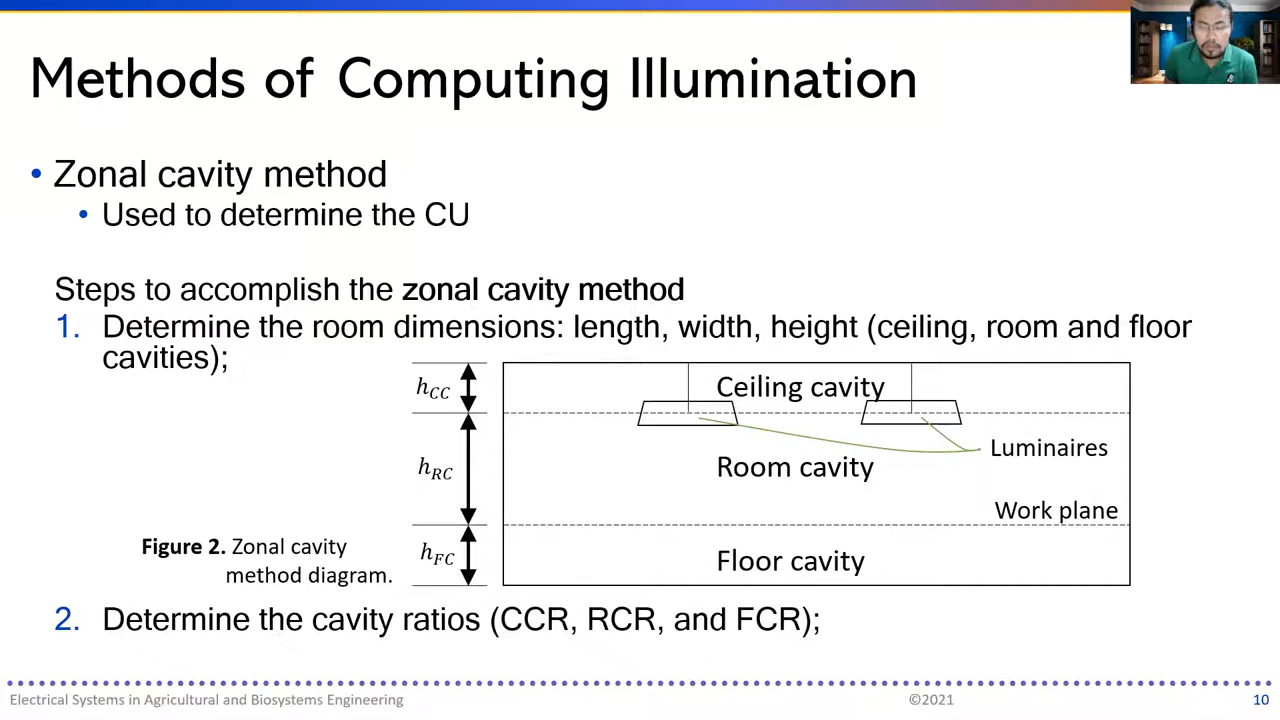 Methods of Computing Illumination
• Zonal cavity method
• Used to determine the CU
Steps to accomplish the zonal cavity method
1. Determine the room dimensions: length, width, height (ceiling, room and floor
cavities);
h_CC
Ceiling cavity
Luminaires
h_RC
Room cavity
Work plane
Figure 2. Zonal cavity
method diagram.
h_FC
Floor cavity
2. Determine the cavity ratios (CCR, RCR, and FCR);
Electrical Systems in Agricultural and Biosystems Engineering
©2021
10